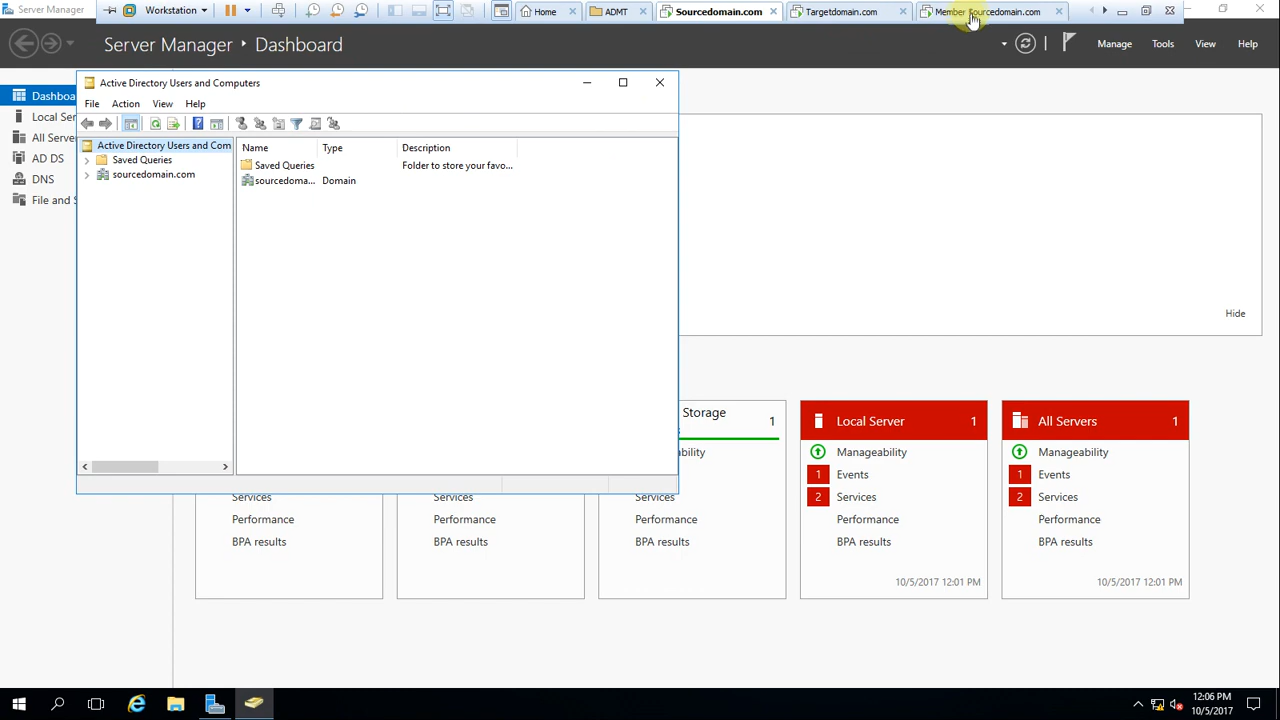 Server Manager
Workstation
Home
ADMT
Sourcedomain.com
Targetdomain.com
Member Sourcedomain.com
Server Manager
Dashboard
Manage
Tools
View
Help
Dashboa
Local Ser
All Serve
AD DS
DNS
File and S
Active Directory Users and Computers
File
Action
View
Help
Active Directory Users and Com
Saved Queries
sourcedomain.com
Name
Type
Description
Saved Queries
Folder to store your favo...
sourcedoma...
Domain
Hide
Storage
1
Local Server
1
All Servers
1
Manageability
Manageability
1
Events
1
Events
Services
Services
Services
2
Services
2
Services
Performance
Performance
Performance
Performance
Performance
BPA results
BPA results
BPA results
BPA results
BPA results
10/5/2017 12:01 PM
10/5/2017 12:01 PM
12:06 PM
10/5/2017